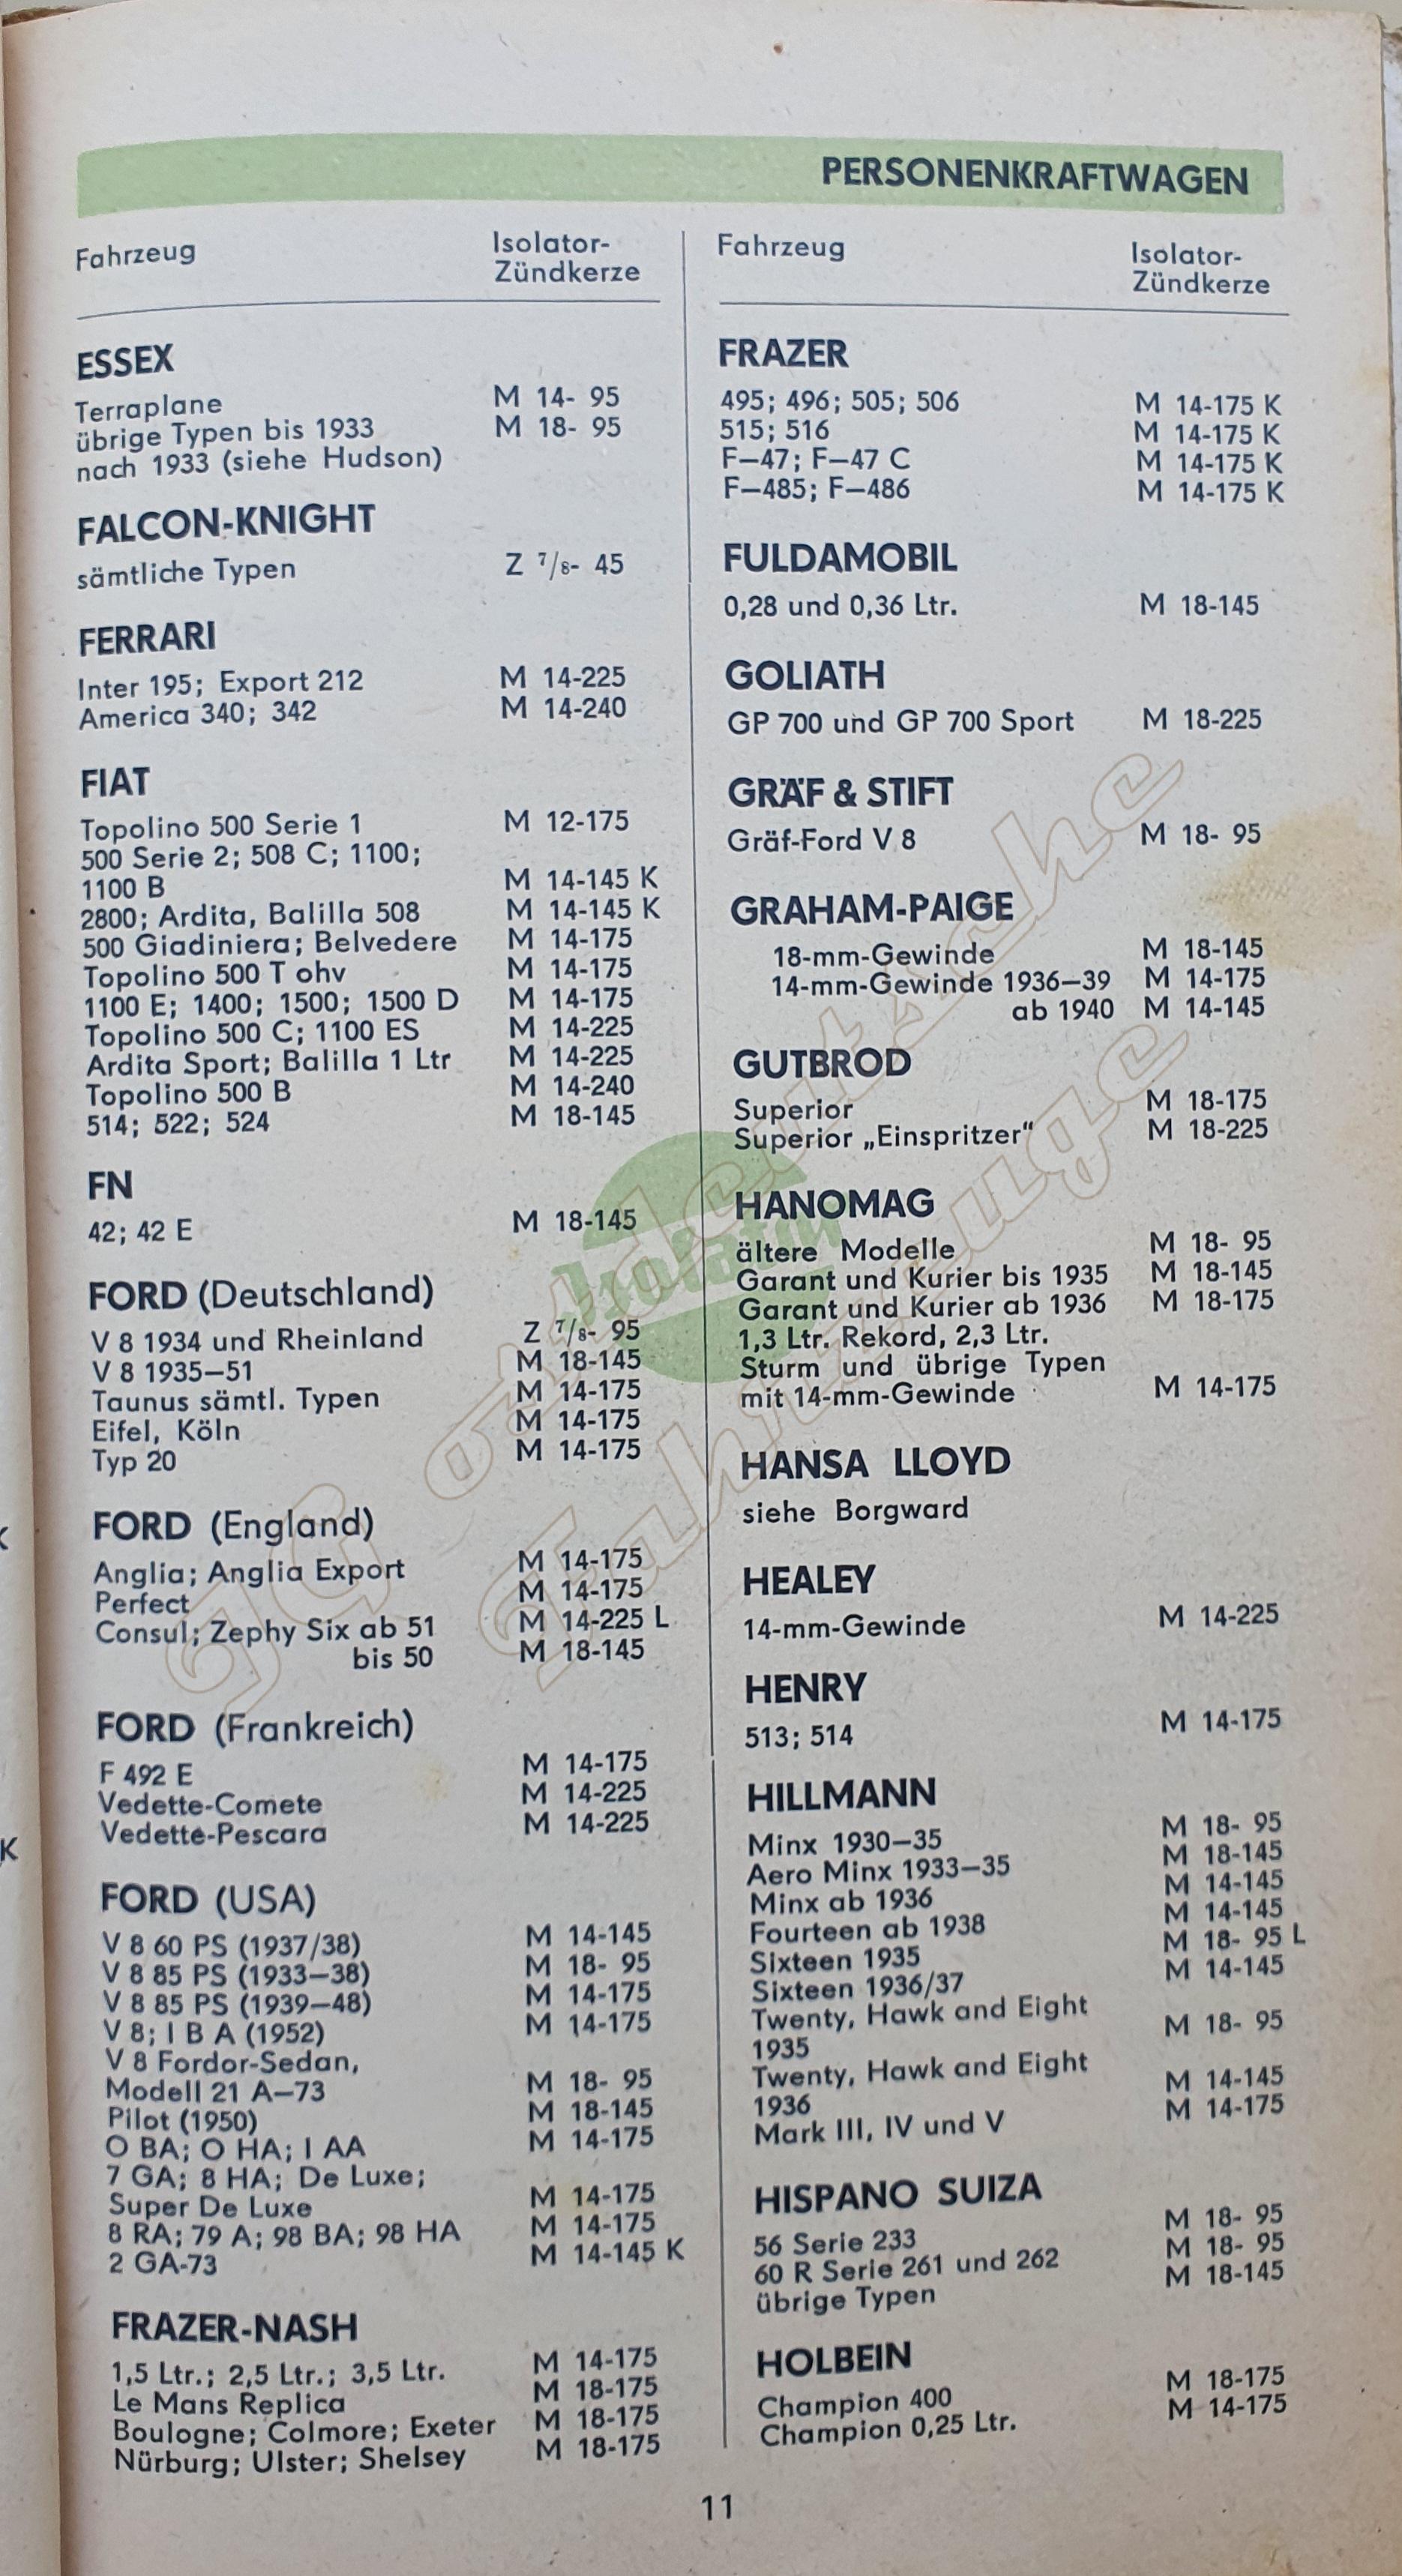 PERSONENKRAFTWAGEN
Fahrzeug Isolator-
Zündkerze
ESSEX
Terraplane M 14- 95
übrige Typen bis 1933 M 18- 95
nach 1933 (siehe Hudson)
FALCON-KNIGHT
sämtliche Typen Z 7/8- 45
FERRARI
Inter 195; Export 212 M 14-225
America 340; 342 M 14-240
FIAT
Topolino 500 Serie 1 M 12-175
500 Serie 2; 508 C; 1100;
1100 B M 14-145 K
2800; Ardita, Balilla 508 M 14-145 K
500 Giadiniera; Belvedere M 14-175
Topolino 500 T ohv M 14-175
1100 E; 1400; 1500; 1500 D M 14-175
Topolino 500 C; 1100 ES M 14-225
Ardita Sport; Balilla 1 Ltr M 14-225
Topolino 500 B M 14-240
514; 522; 524 M 18-145
FN
42; 42 E M 18-145
FORD (Deutschland)
V 8 1934 und Rheinland Z 7/8- 95
V 8 1935—51 M 18-145
Taunus sämtl. Typen M 14-175
Eifel, Köln M 14-175
Typ 20 M 14-175
FORD (England)
Anglia; Anglia Export M 14-175
Perfect M 14-175
Consul; Zephy Six ab 51 M 14-225 L
bis 50 M 18-145
FORD (Frankreich)
F 492 E M 14-175
Vedette-Comete M 14-225
Vedette-Pescara M 14-225
FORD (USA)
V 8 60 PS (1937/38) M 14-145
V 8 85 PS (1933—38) M 18- 95
V 8 85 PS (1939—48) M 14-175
V 8; I B A (1952) M 14-175
V 8 Fordor-Sedan,
Modell 21 A—73 M 18- 95
Pilot (1950) M 18-145
O BA; O HA; I AA M 14-175
7 GA; 8 HA; De Luxe;
Super De Luxe M 14-175
8 RA; 79 A; 98 BA; 98 HA M 14-175
2 GA-73 M 14-145 K
FRAZER-NASH
1,5 Ltr.; 2,5 Ltr.; 3,5 Ltr. M 14-175
Le Mans Replica M 18-175
Boulogne; Colmore; Exeter M 18-175
Nürburg; Ulster; Shelsey M 18-175
Fahrzeug Isolator-
Zündkerze
FRAZER
495; 496; 505; 506 M 14-175 K
515; 516 M 14-175 K
F—47; F—47 C M 14-175 K
F—485; F—486 M 14-175 K
FULDAMOBIL
0,28 und 0,36 Ltr. M 18-145
GOLIATH
GP 700 und GP 700 Sport M 18-225
GRÄF & STIFT
Gräf-Ford V 8 M 18- 95
GRAHAM-PAIGE
18-mm-Gewinde M 18-145
14-mm-Gewinde 1936—39 M 14-175
ab 1940 M 14-145
GUTBROD
Superior M 18-175
Superior „Einspritzer“ M 18-225
HANOMAG
ältere Modelle M 18- 95
Garant und Kurier bis 1935 M 18-145
Garant und Kurier ab 1936 M 18-175
1,3 Ltr. Rekord, 2,3 Ltr.
Sturm und übrige Typen
mit 14-mm-Gewinde M 14-175
HANSA LLOYD
siehe Borgward
HEALEY
14-mm-Gewinde M 14-225
HENRY
513; 514 M 14-175
HILLMANN
Minx 1930—35 M 18- 95
Aero Minx 1933—35 M 18-145
Minx ab 1936 M 14-145
Fourteen ab 1938 M 14-145
Sixteen 1935 M 18- 95 L
Sixteen 1936/37 M 14-145
Twenty, Hawk and Eight
1935 M 18- 95
Twenty, Hawk and Eight
1936 M 14-145
Mark III, IV und V M 14-175
HISPANO SUIZA
56 Serie 233 M 18- 95
60 R Serie 261 und 262 M 18- 95
übrige Typen M 18-145
HOLBEIN
Champion 400 M 18-175
Champion 0,25 Ltr. M 14-175
Isolator
IG ostdeutsche
Fahrzeuge
K
K
11